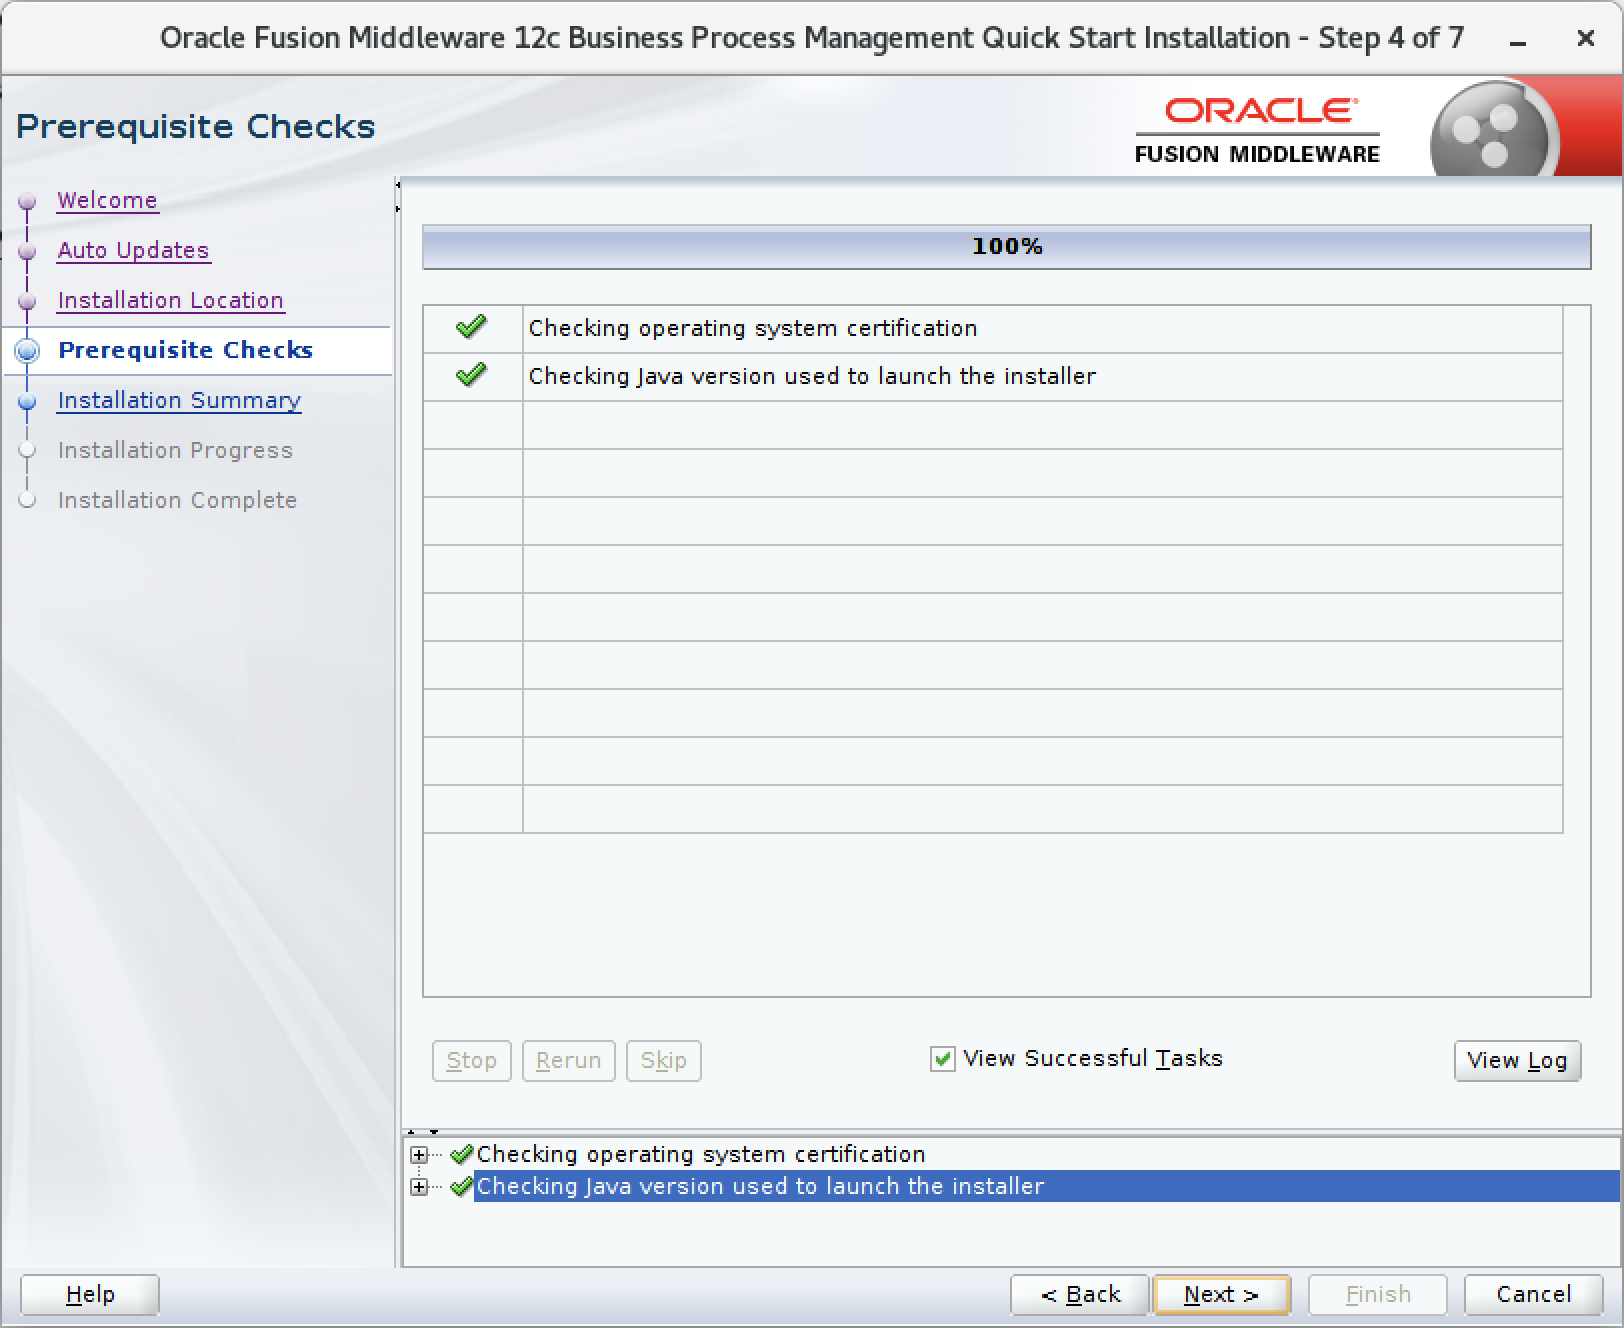 Oracle Fusion Middleware 12c Business Process Management Quick Start Installation - Step 4 of 7
Prerequisite Checks
ORACLE
FUSION MIDDLEWARE
Welcome
Auto Updates
Installation Location
Prerequisite Checks
Installation Summary
Installation Progress
Installation Complete
100%
Checking operating system certification
Checking Java version used to launch the installer
Stop Rerun Skip View Successful Tasks View Log
Checking operating system certification
Checking Java version used to launch the installer
Help < Back Next > Finish Cancel